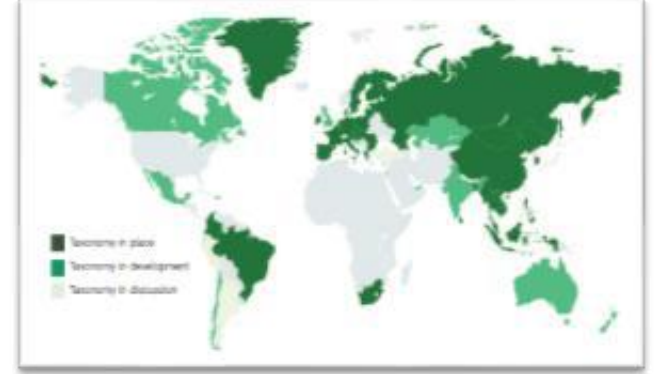 Taxonomy in place
Taxonomy in development
Taxonomy in discussion